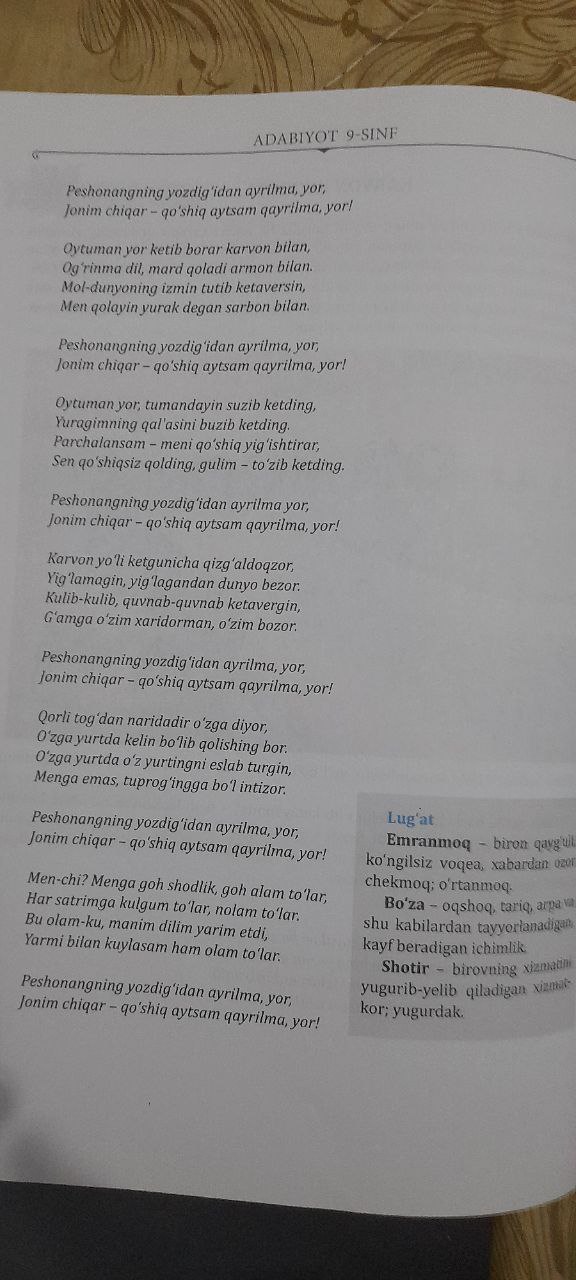 ADABIYOT 9-SINF
Peshonangning yozdig‘idan ayrilma, yor,
Jonim chiqar – qo‘shiq aytsam qayrilma, yor!
Oytuman yor ketib borar karvon bilan,
Og‘rinma dil, mard qoladi armon bilan.
Mol-dunyoning izmin tutib ketaversin,
Men qolayin yurak degan sarbon bilan.
Peshonangning yozdig‘idan ayrilma, yor,
Jonim chiqar – qo‘shiq aytsam qayrilma, yor!
Oytuman yor, tumandayin suzib ketding,
Yuragimning qal’asini buzib ketding.
Parchalansam – meni qo‘shiq yig‘ishtirar,
Sen qo‘shiqsiz qolding, gulim – to‘zib ketding.
Peshonangning yozdig‘idan ayrilma yor,
Jonim chiqar – qo‘shiq aytsam qayrilma, yor!
Karvon yo‘li ketgunicha qizg‘aldoqzor,
Yig‘lamagin, yig‘lagandan dunyo bezor.
Kulib-kulib, quvnab-quvnab ketavergin,
G‘amga o‘zim xaridorman, o‘zim bozor.
Peshonangning yozdig‘idan ayrilma, yor,
Jonim chiqar – qo‘shiq aytsam qayrilma, yor!
Qorli tog‘dan naridadir o‘zga diyor,
O‘zga yurtda kelin bo‘lib qolishing bor.
O‘zga yurtda o‘z yurtingni eslab turgin,
Menga emas, tuprog‘ingga bo‘l intizor.
Peshonangning yozdig‘idan ayrilma, yor,
Jonim chiqar – qo‘shiq aytsam qayrilma, yor!
Men-chi? Menga goh shodlik, goh alam to‘lar,
Har satrimga kulgum to‘lar, nolam to‘lar.
Bu olam-ku, manim dilim yarim etdi,
Yarmi bilan kuylasam ham olam to‘lar.
Peshonangning yozdig‘idan ayrilma, yor,
Jonim chiqar – qo‘shiq aytsam qayrilma, yor!
Lug‘at
Emranmoq – biron qayg‘uli,
ko‘ngilsiz voqea, xabardan ozor
chekmoq; o‘rtanmoq.
Bo‘za – oqshoq, tariq, arpa va
shu kabilardan tayyorlanadigan,
kayf beradigan ichimlik.
Shotir – birovning xizmatini
yugurib-yelib qiladigan xizmat-
kor; yugurdak.